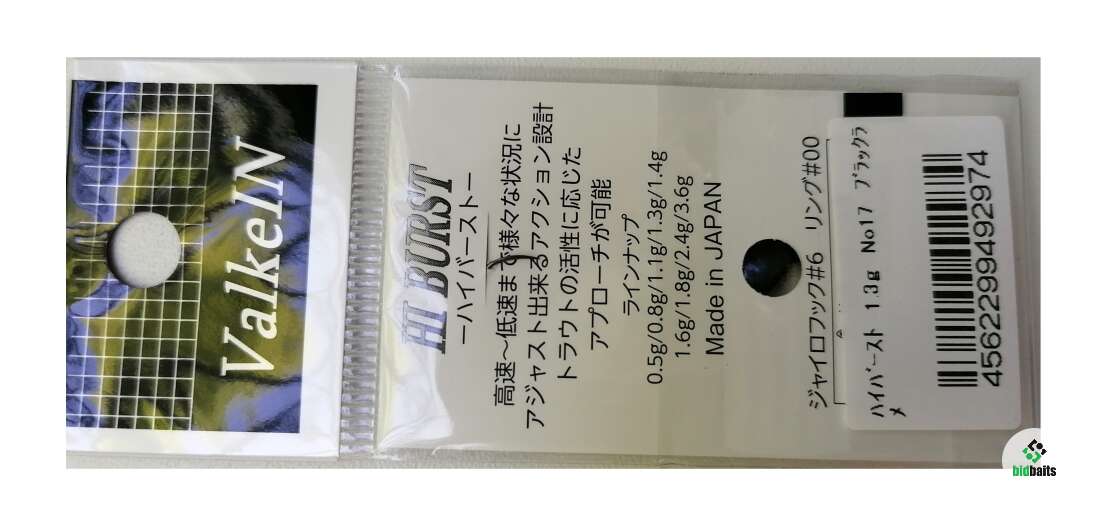 ValkeIN
HI BURST
ーハイバーストー
高速〜低速まで様々な状況に
アジャスト出来るアクション設計
トラウトの活性に応じた
アプローチが可能
ラインナップ
0.5g/0.8g/1.1g/1.3g/1.4g
1.6g/1.8g/2.4g/3.6g
Made in JAPAN
ジャイロフック#6 リング#00
ハイバースト 1.3g No17 ブラックラ
メ
4562299492974
bidbaits